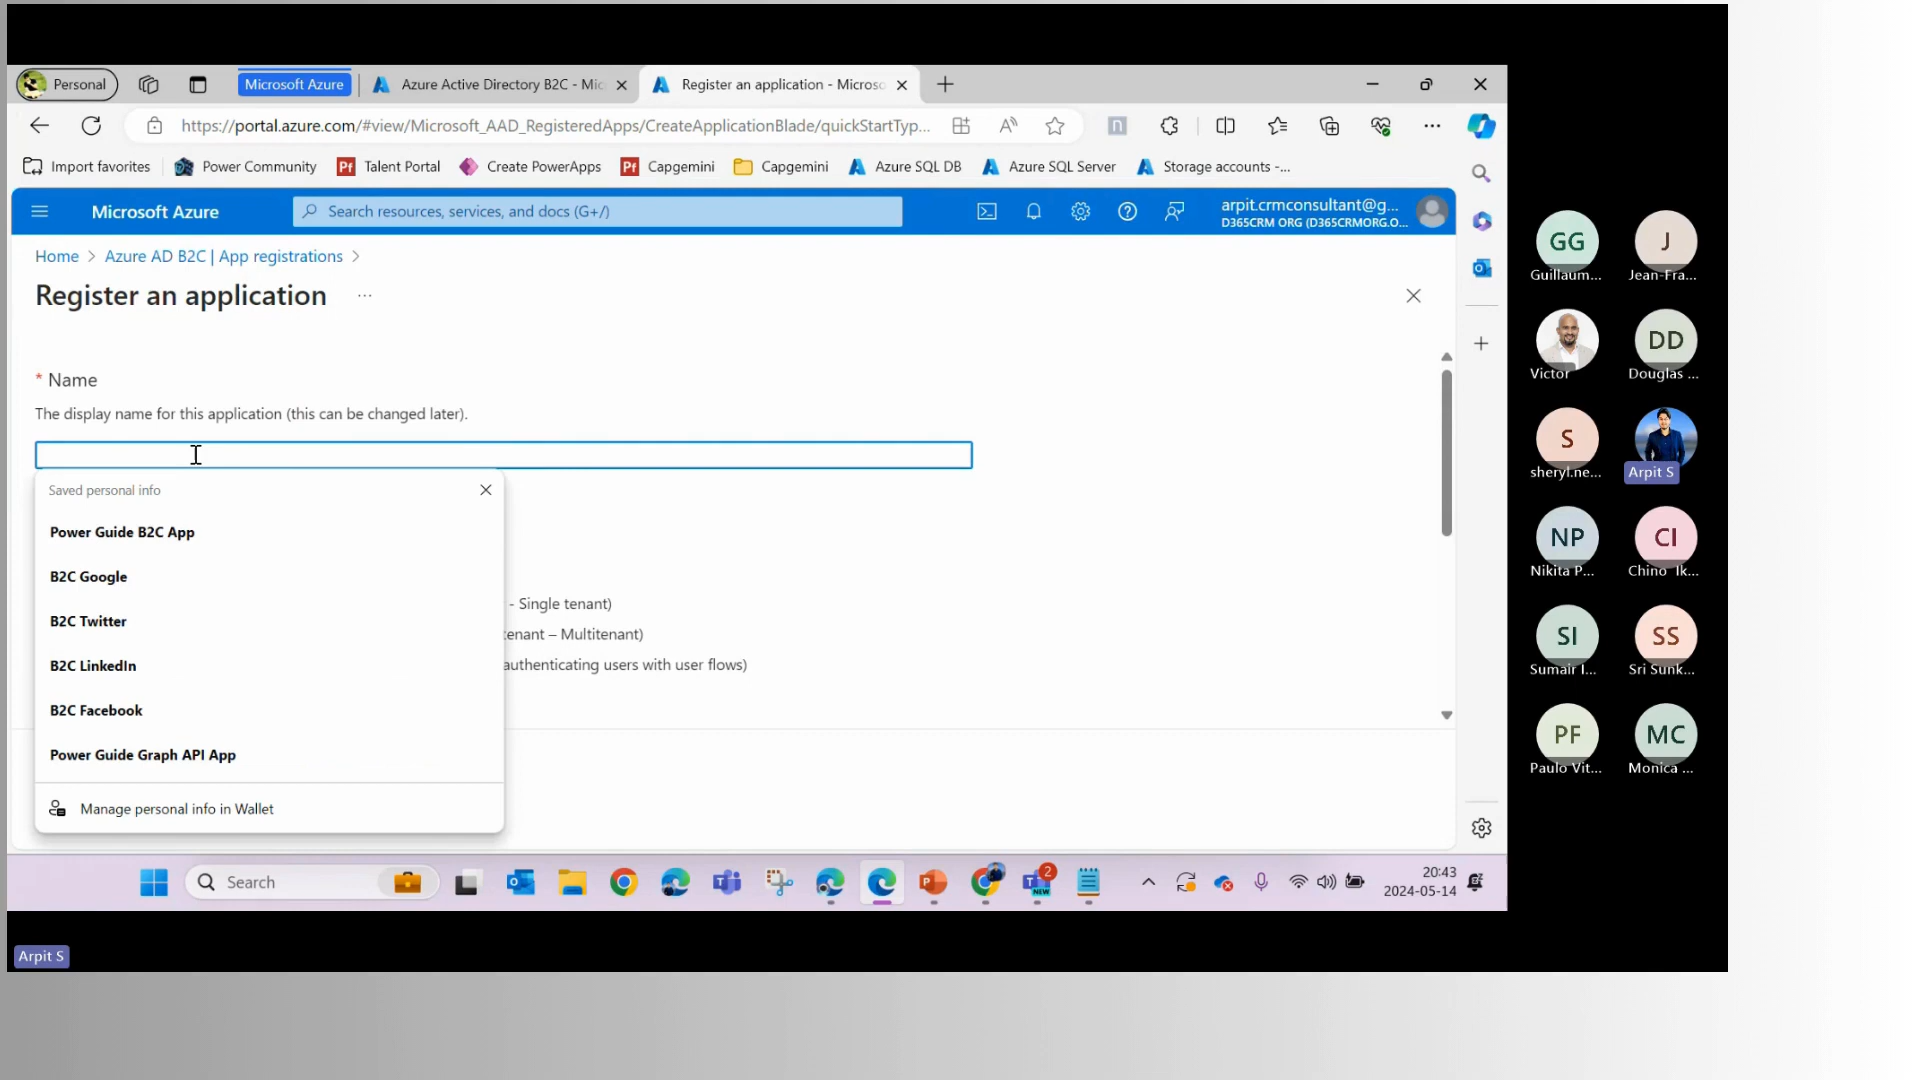 Personal
Microsoft Azure
Azure Active Directory B2C - Mic
Register an application - Microso
https://portal.azure.com/#view/Microsoft_AAD_RegisteredApps/CreateApplicationBlade/quickStartTyp...
Import favorites
Power Community
Talent Portal
Create PowerApps
Capgemini
Capgemini
Azure SQL DB
Azure SQL Server
Storage accounts -...
Microsoft Azure
Search resources, services, and docs (G+/)
arpit.crmconsultant@g...
D365CRM ORG (D365CRMORG.O...
Home > Azure AD B2C | App registrations >
Register an application ...
* Name
The display name for this application (this can be changed later).
Saved personal info
Power Guide B2C App
B2C Google
B2C Twitter
B2C LinkedIn
B2C Facebook
Power Guide Graph API App
Manage personal info in Wallet
- Single tenant)
tenant – Multitenant)
authenticating users with user flows)
Search
2
NEW
20:43
2024-05-14
GG
Guillaum...
J
Jean-Fra...
Victor
DD
Douglas ...
S
sheryl.ne...
Arpit S
NP
Nikita P...
CI
Chino Ik...
SI
Sumair I...
SS
Sri Sunk...
PF
Paulo Vit...
MC
Monica ...
Arpit S